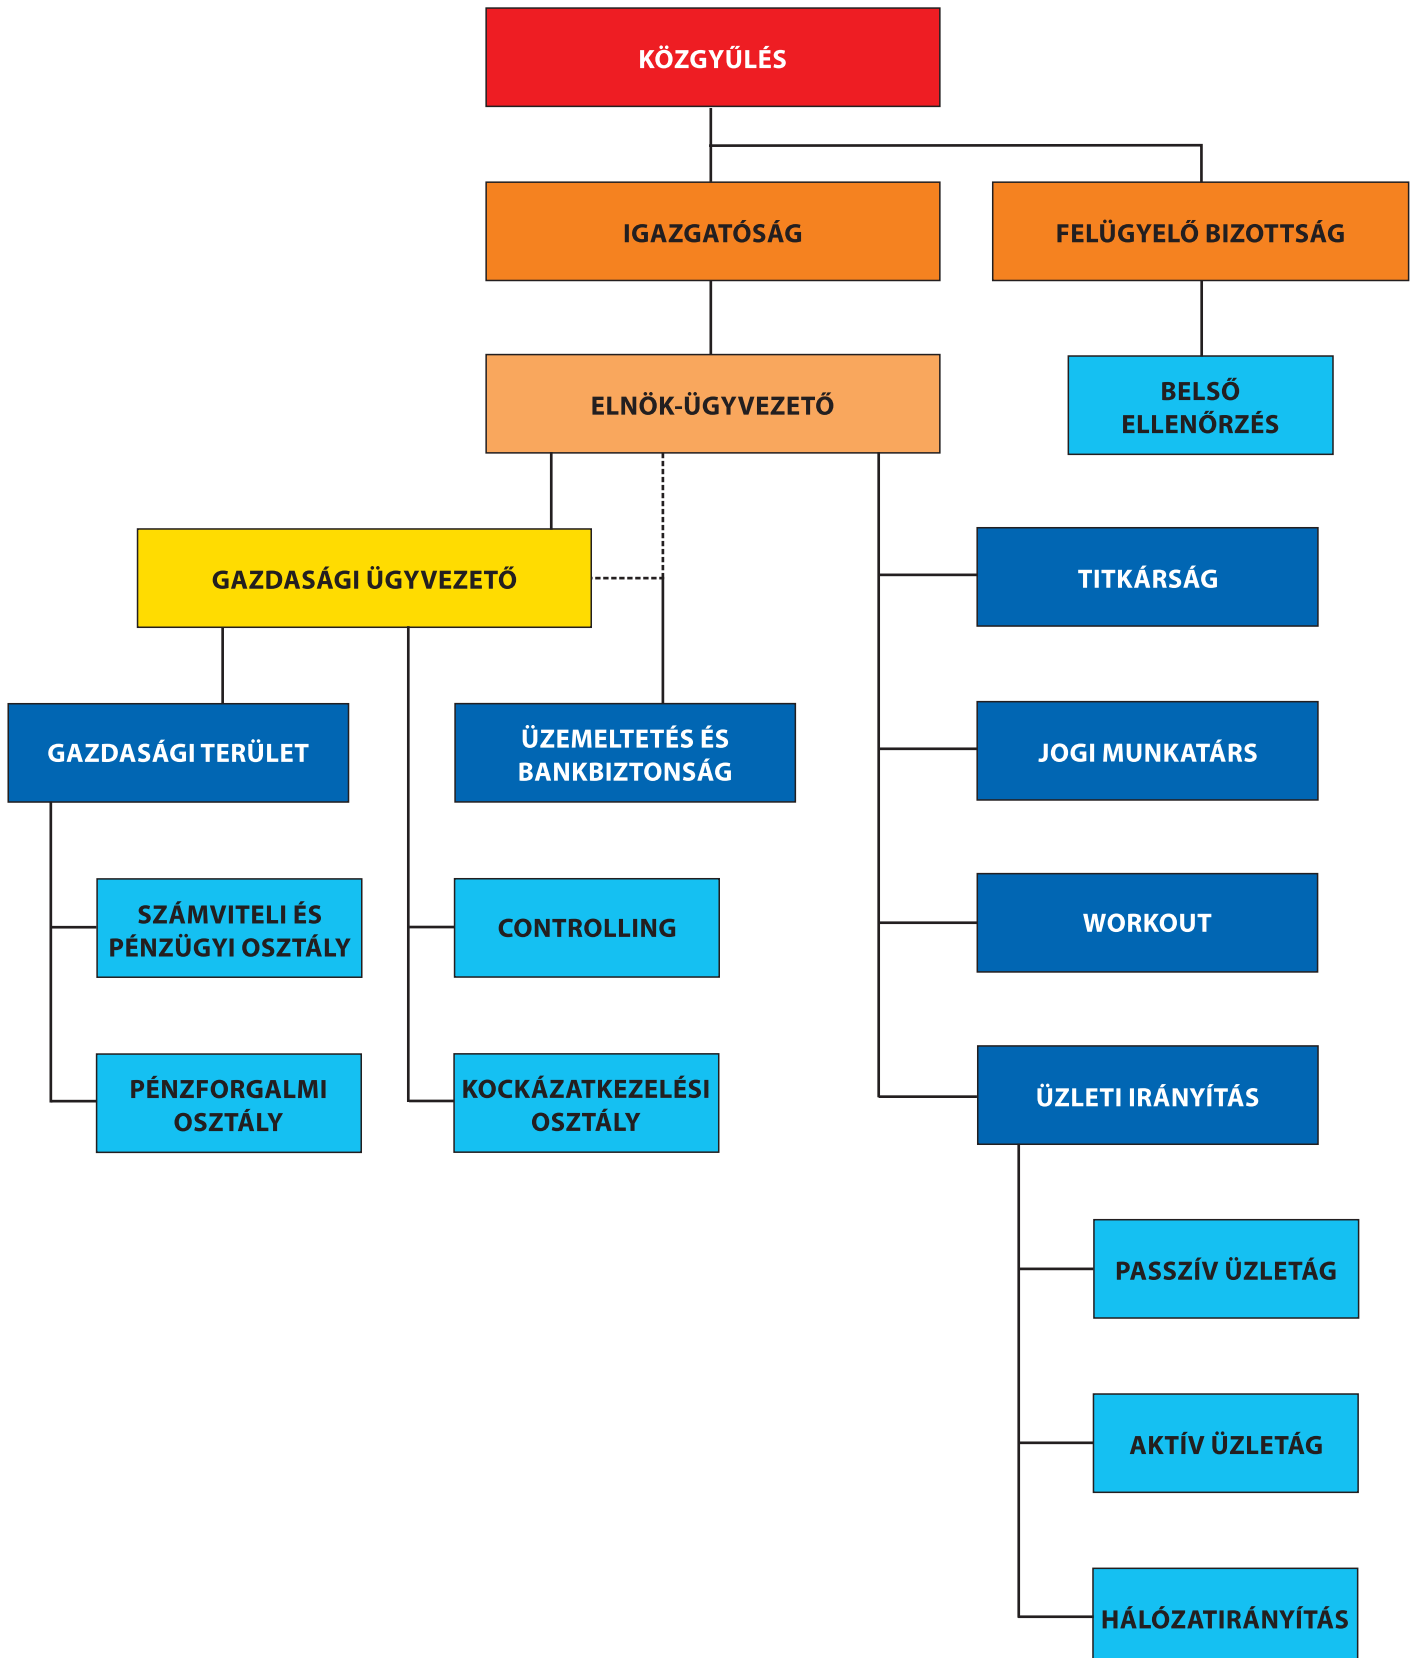 KÖZGYŰLÉS
IGAZGATÓSÁG
FELÜGYELŐ BIZOTTSÁG
ELNÖK-ÜGYVEZETŐ
BELSŐ
ELLENŐRZÉS
GAZDASÁGI ÜGYVEZETŐ
TITKÁRSÁG
GAZDASÁGI TERÜLET
ÜZEMELTETÉS ÉS
BANKBIZTONSÁG
JOGI MUNKATÁRS
SZÁMVITELI ÉS
PÉNZÜGYI OSZTÁLY
CONTROLLING
WORKOUT
PÉNZFORGALMI
OSZTÁLY
KOCKÁZATKEZELÉSI
OSZTÁLY
ÜZLETI IRÁNYÍTÁS
PASSZÍV ÜZLETÁG
AKTÍV ÜZLETÁG
HÁLÓZATIRÁNYÍTÁS